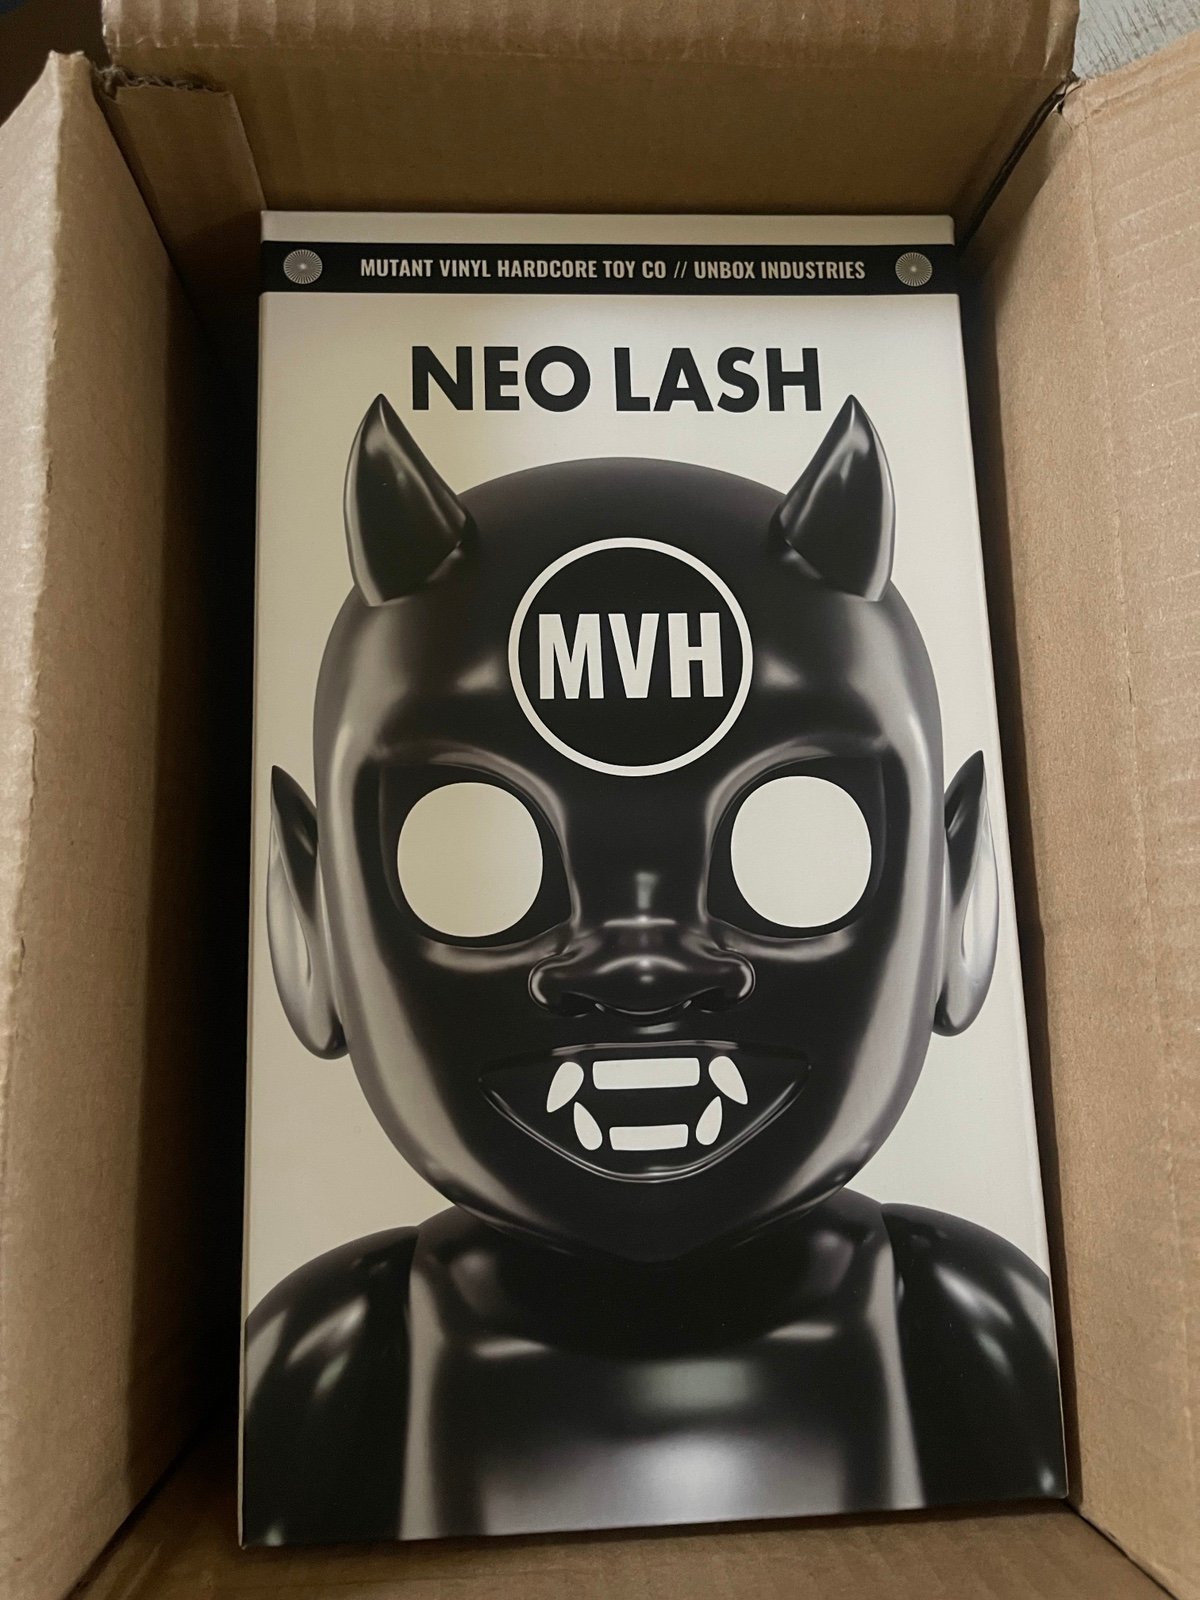 MUTANT VINYL HARDCORE TOY CO // UNBOX INDUSTRIES
NEO LASH
MVH